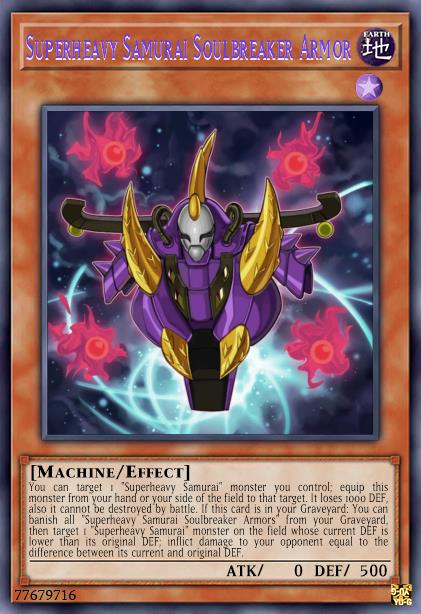 Superheavy Samurai Soulbreaker Armor
EARTH
地
[Machine/Effect]
You can target 1 "Superheavy Samurai" monster you control; equip this
monster from your hand or your side of the field to that target. It loses 1000 DEF,
also it cannot be destroyed by battle. If this card is in your Graveyard: You can
banish all "Superheavy Samurai Soulbreaker Armors" from your Graveyard,
then target 1 "Superheavy Samurai" monster on the field whose current DEF is
lower than its original DEF; inflict damage to your opponent equal to the
difference between its current and original DEF.
ATK/ 0 DEF/ 500
77679716